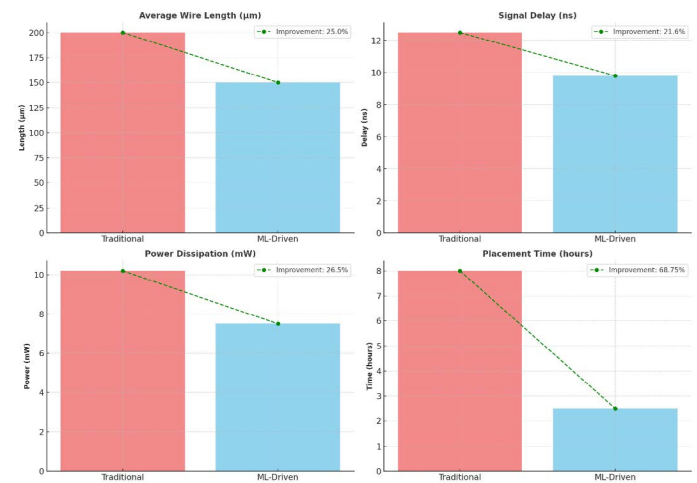 Average Wire Length (μm)
Improvement: 25.0%
Length (μm)
200
175
150
125
100
75
50
25
0
Traditional
ML-Driven
Signal Delay (ns)
Improvement: 21.6%
Delay (ns)
12
10
8
6
4
2
0
Traditional
ML-Driven
Power Dissipation (mW)
Improvement: 26.5%
Power (mW)
10
8
6
4
2
0
Traditional
ML-Driven
Placement Time (hours)
Improvement: 68.75%
Time (hours)
8
7
6
5
4
3
2
1
0
Traditional
ML-Driven